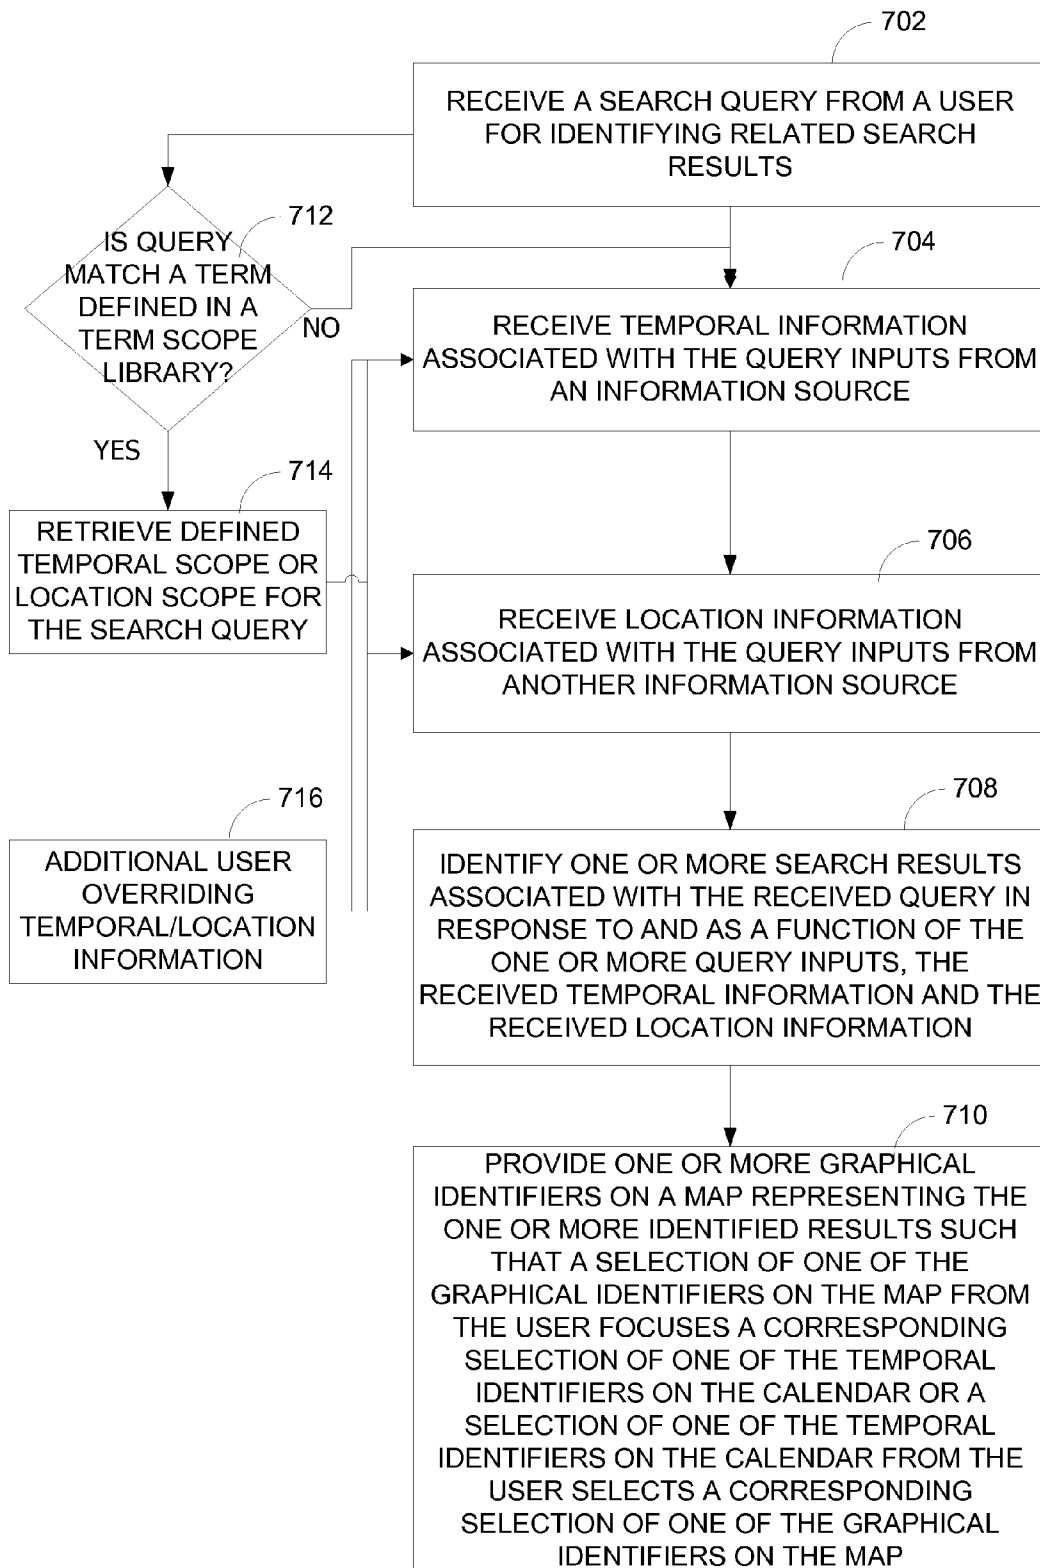 702
RECEIVE A SEARCH QUERY FROM A USER
FOR IDENTIFYING RELATED SEARCH
RESULTS
712
IS QUERY
MATCH A TERM
DEFINED IN A
TERM SCOPE
LIBRARY?
NO
YES
704
RECEIVE TEMPORAL INFORMATION
ASSOCIATED WITH THE QUERY INPUTS FROM
AN INFORMATION SOURCE
714
RETRIEVE DEFINED
TEMPORAL SCOPE OR
LOCATION SCOPE FOR
THE SEARCH QUERY
706
RECEIVE LOCATION INFORMATION
ASSOCIATED WITH THE QUERY INPUTS FROM
ANOTHER INFORMATION SOURCE
716
ADDITIONAL USER
OVERRIDING
TEMPORAL/LOCATION
INFORMATION
708
IDENTIFY ONE OR MORE SEARCH RESULTS
ASSOCIATED WITH THE RECEIVED QUERY IN
RESPONSE TO AND AS A FUNCTION OF THE
ONE OR MORE QUERY INPUTS, THE
RECEIVED TEMPORAL INFORMATION AND THE
RECEIVED LOCATION INFORMATION
710
PROVIDE ONE OR MORE GRAPHICAL
IDENTIFIERS ON A MAP REPRESENTING THE
ONE OR MORE IDENTIFIED RESULTS SUCH
THAT A SELECTION OF ONE OF THE
GRAPHICAL IDENTIFIERS ON THE MAP FROM
THE USER FOCUSES A CORRESPONDING
SELECTION OF ONE OF THE TEMPORAL
IDENTIFIERS ON THE CALENDAR OR A
SELECTION OF ONE OF THE TEMPORAL
IDENTIFIERS ON THE CALENDAR FROM THE
USER SELECTS A CORRESPONDING
SELECTION OF ONE OF THE GRAPHICAL
IDENTIFIERS ON THE MAP